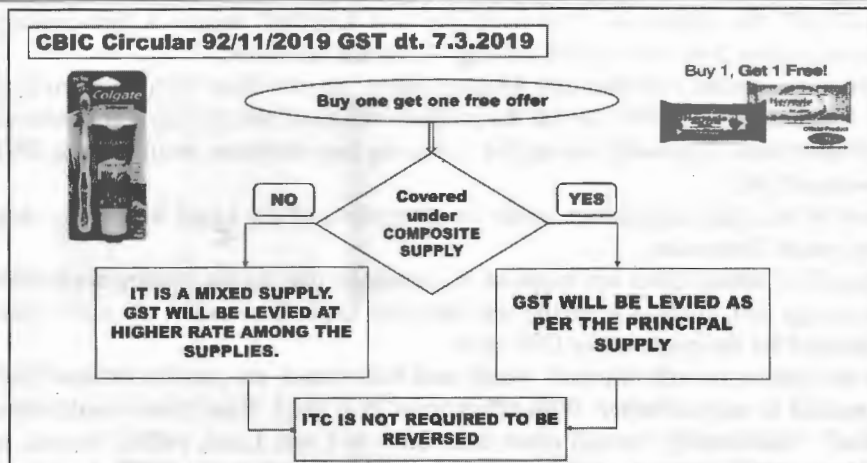 CBIC Circular 92/11/2019 GST dt. 7.3.2019
Colgate
Buy one get one free offer
Buy 1, Get 1 Free!
NO
Covered
under
COMPOSITE
SUPPLY
YES
IT IS A MIXED SUPPLY.
GST WILL BE LEVIED AT
HIGHER RATE AMONG THE
SUPPLIES.
GST WILL BE LEVIED AS
PER THE PRINCIPAL
SUPPLY
ITC IS NOT REQUIRED TO BE
REVERSED